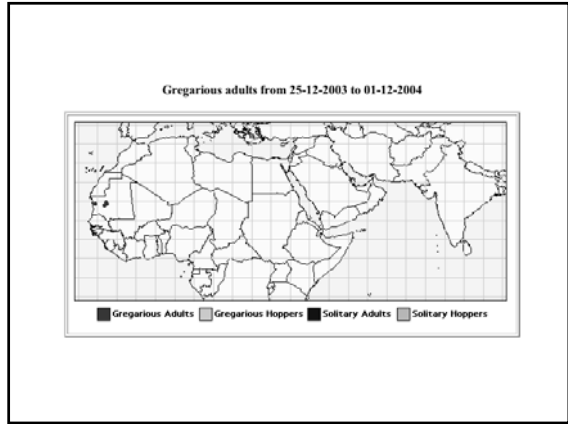 Gregarious adults from 25-12-2003 to 01-12-2004
Gregarious Adults Gregarious Hoppers Solitary Adults Solitary Hoppers